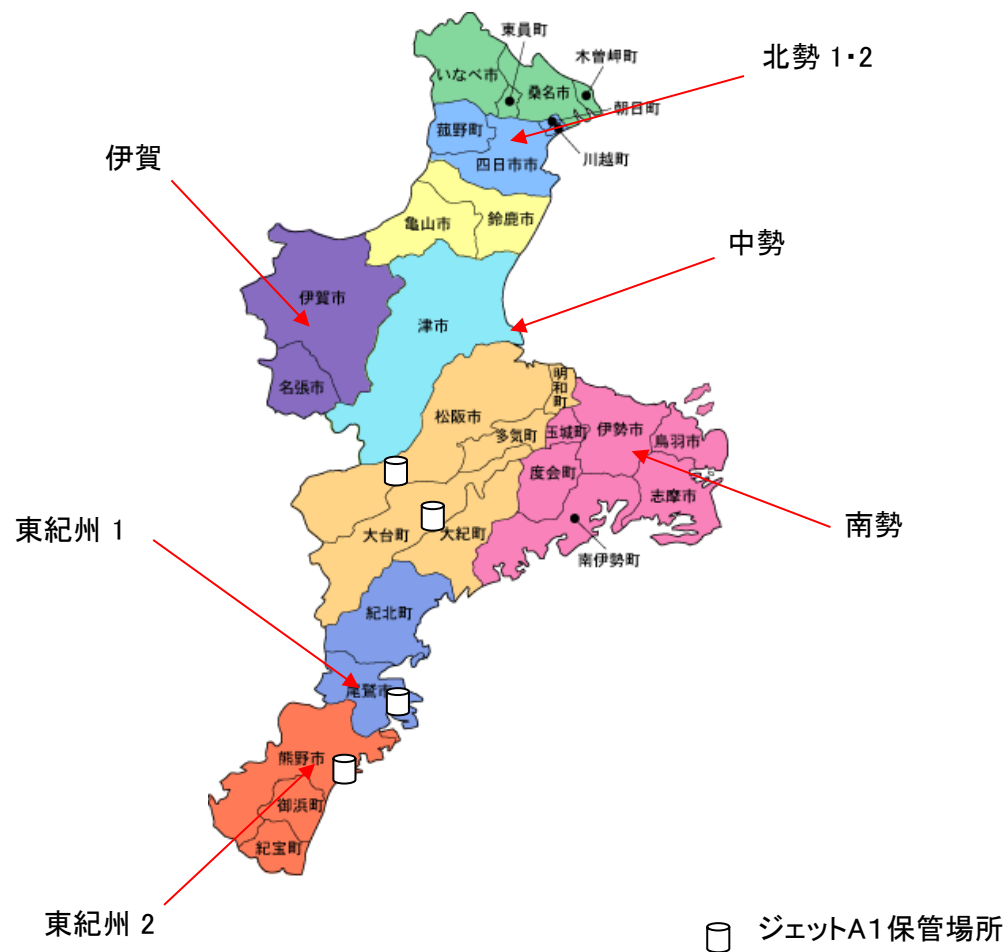 東員町
北勢 1・2
木曽岬町
いなべ市
桑名市
朝日町
菰野町
川越町
四日市市
伊賀
亀山市
鈴鹿市
中勢
伊賀市
津市
名張市
明和町
松阪市
多気町
玉城町
伊勢市
鳥羽市
度会町
志摩市
東紀州 1
大台町
大紀町
南勢
南伊勢町
紀北町
尾鷲市
熊野市
御浜町
紀宝町
東紀州 2
ジェットA1保管場所